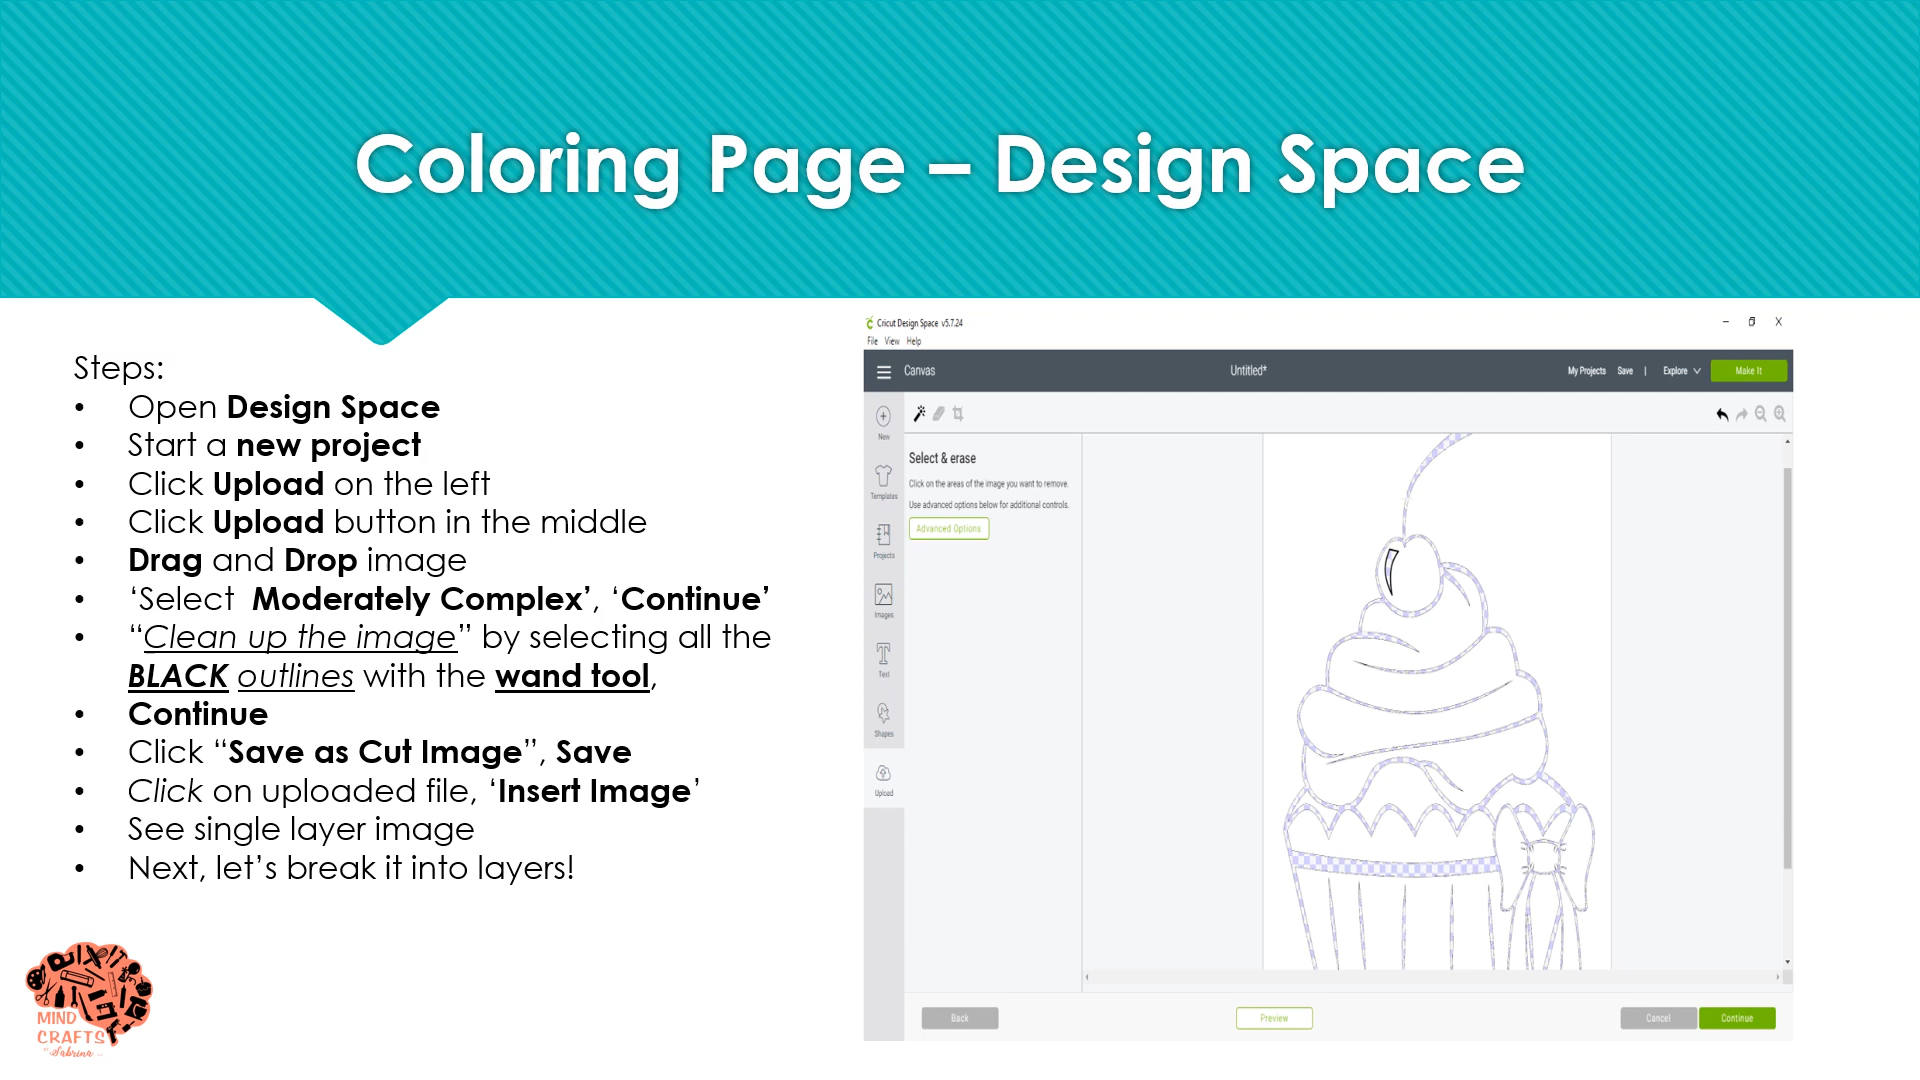 Coloring Page – Design Space
Steps:
• Open Design Space
• Start a new project
• Click Upload on the left
• Click Upload button in the middle
• Drag and Drop image
• ‘Select  Moderately Complex’, ‘Continue’
• “Clean up the image” by selecting all the
BLACK outlines with the wand tool,
• Continue
• Click “Save as Cut Image”, Save
• Click on uploaded file, ‘Insert Image’
• See single layer image
• Next, let’s break it into layers!
MIND
CRAFTS
Sabrina
Cricut Design Space v5.7.24
File View Help
Canvas
Untitled*
My Projects Save | Explore
Make It
New
Templates
Projects
Images
Text
Shapes
Upload
Select & erase
Click on the areas of the image you want to remove.
Use advanced options below for additional controls.
Advanced Options
Back
Preview
Cancel
Continue